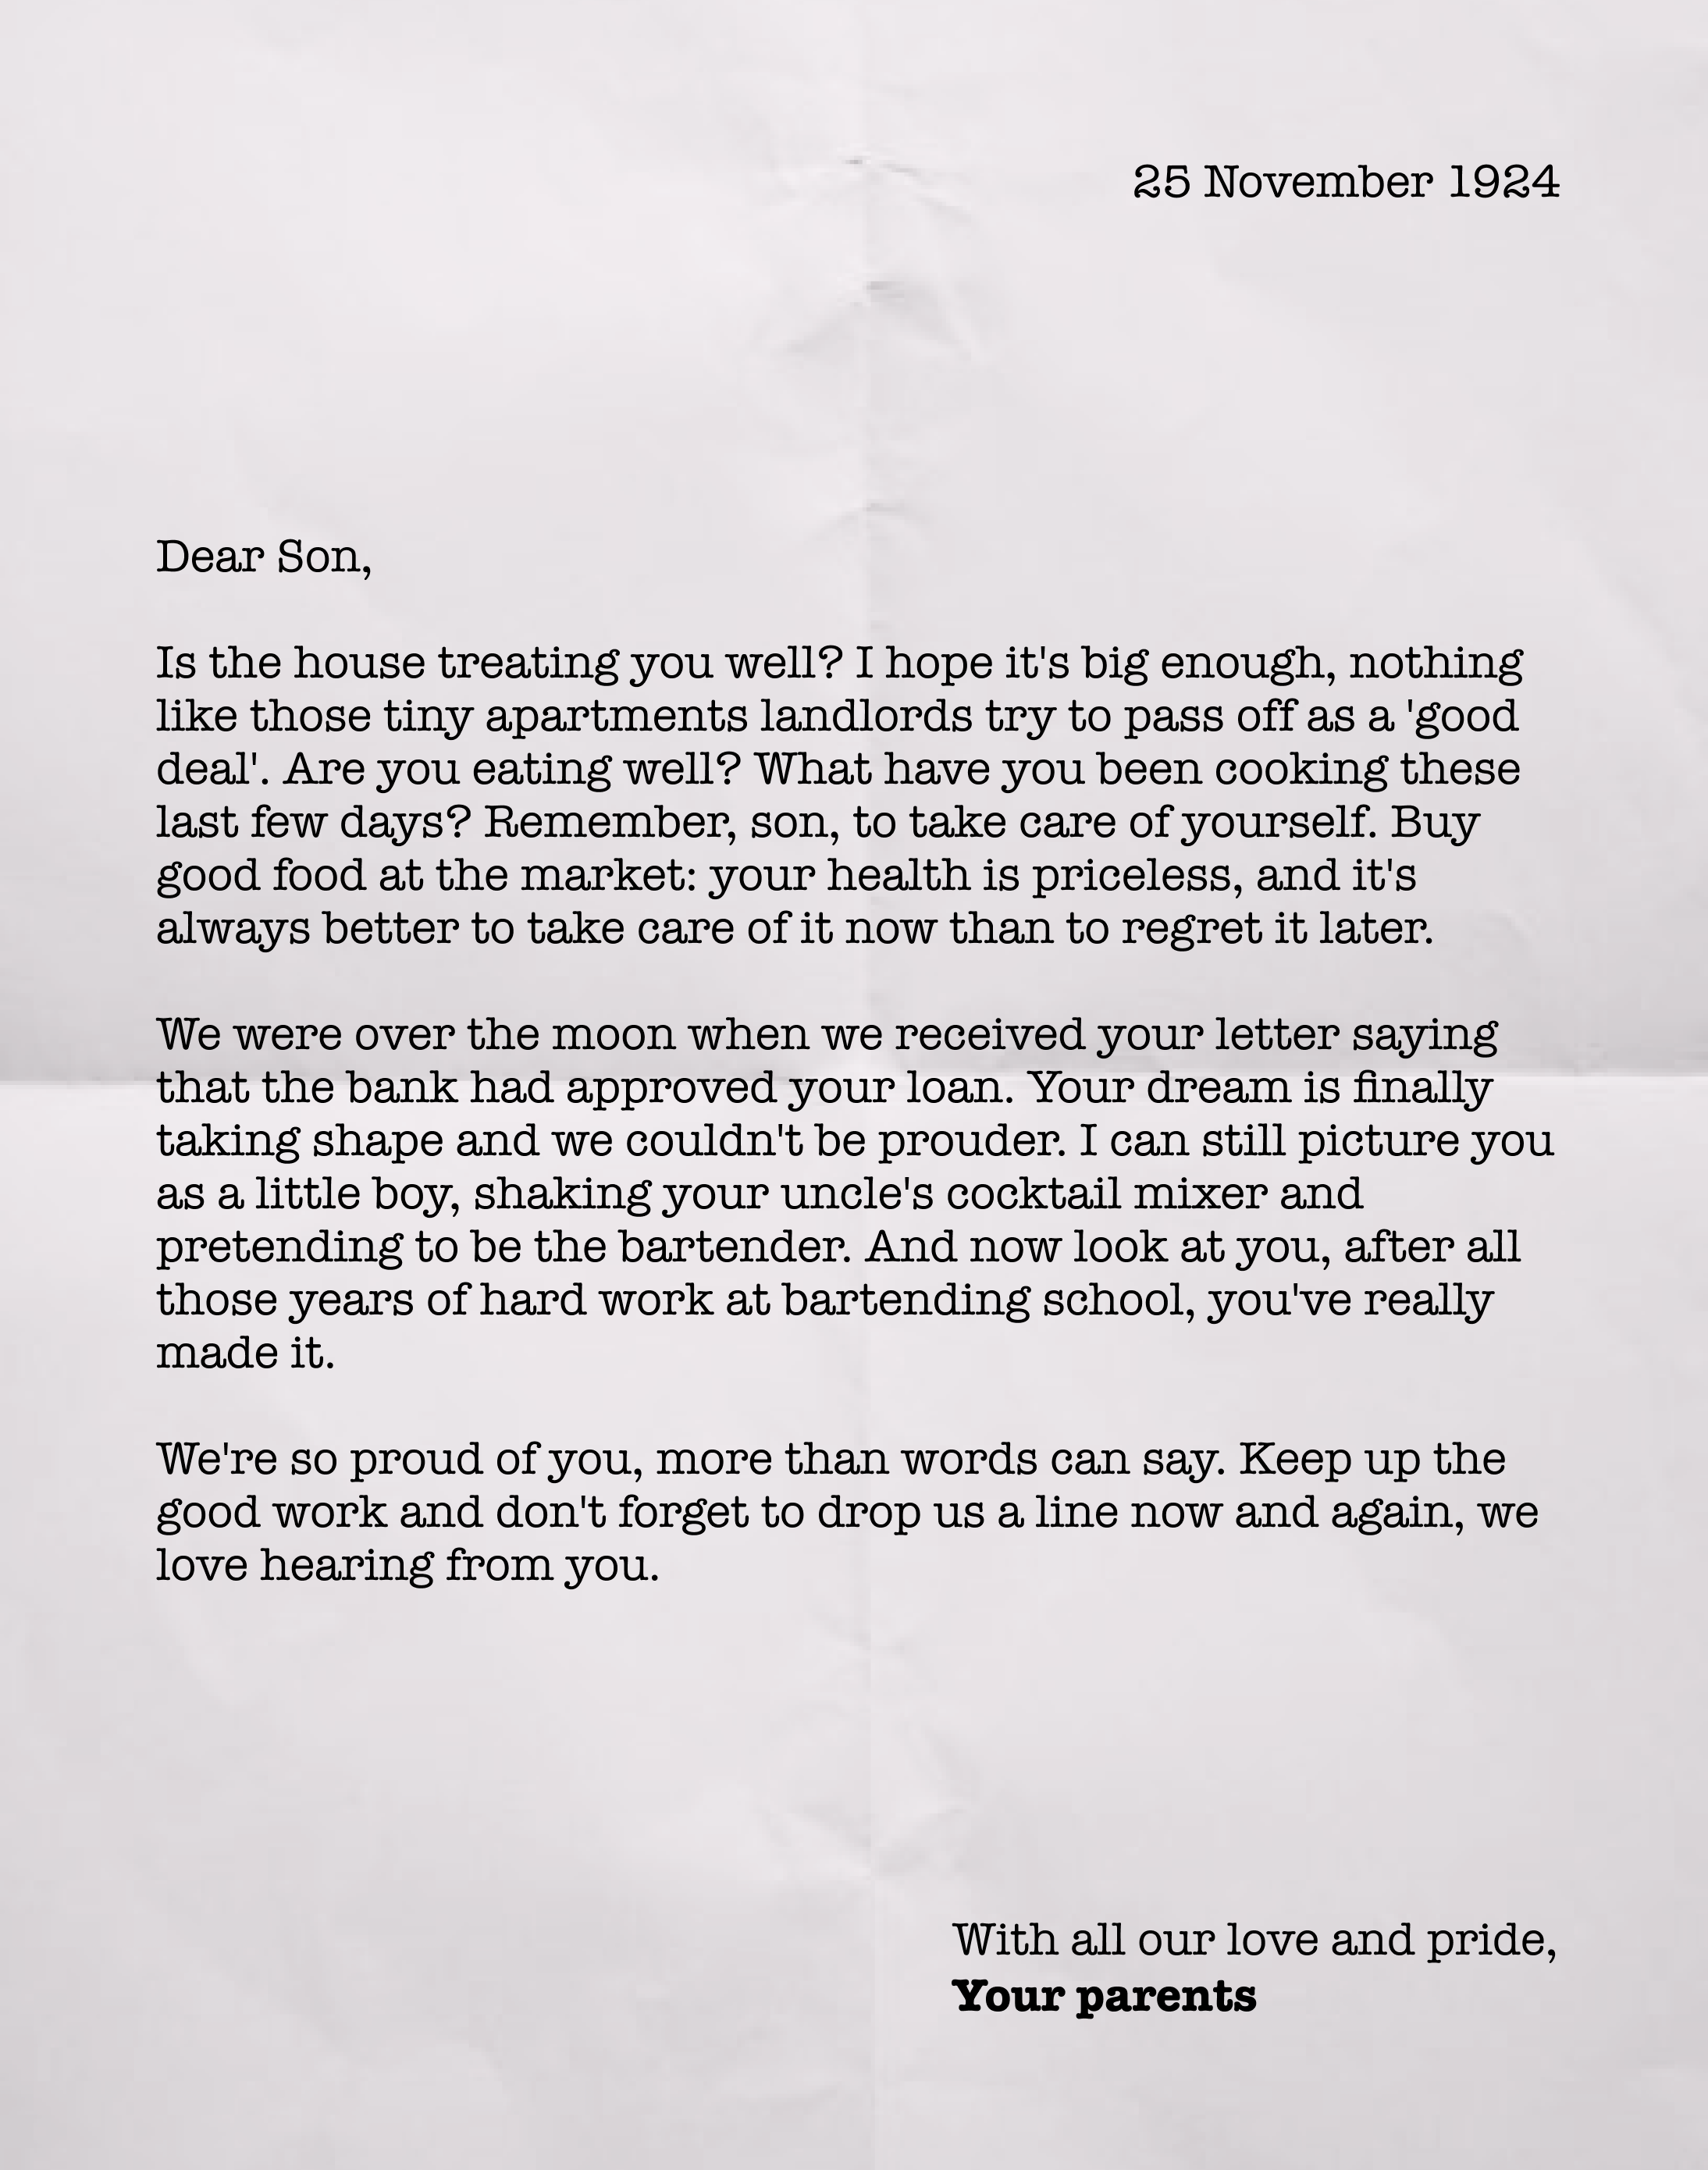 25 November 1924
Dear Son,
Is the house treating you well? I hope it's big enough, nothing
like those tiny apartments landlords try to pass off as a 'good
deal'. Are you eating well? What have you been cooking these
last few days? Remember, son, to take care of yourself. Buy
good food at the market: your health is priceless, and it's
always better to take care of it now than to regret it later.
We were over the moon when we received your letter saying
that the bank had approved your loan. Your dream is finally
taking shape and we couldn't be prouder. I can still picture you
as a little boy, shaking your uncle's cocktail mixer and
pretending to be the bartender. And now look at you, after all
those years of hard work at bartending school, you've really
made it.
We're so proud of you, more than words can say. Keep up the
good work and don't forget to drop us a line now and again, we
love hearing from you.
With all our love and pride,
Your parents